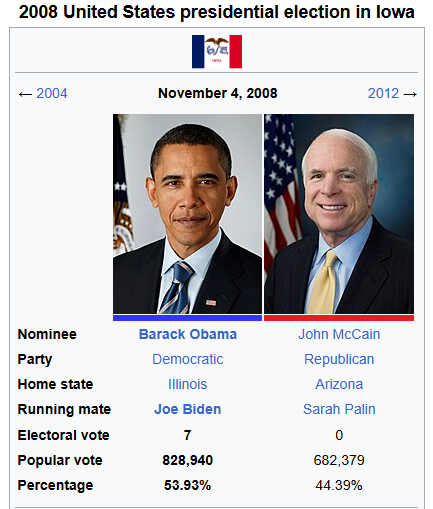 2008 United States presidential election in Iowa
← 2004 November 4, 2008 2012 →
Nominee Barack Obama John McCain
Party Democratic Republican
Home state Illinois Arizona
Running mate Joe Biden Sarah Palin
Electoral vote 7 0
Popular vote 828,940 682,379
Percentage 53.93% 44.39%